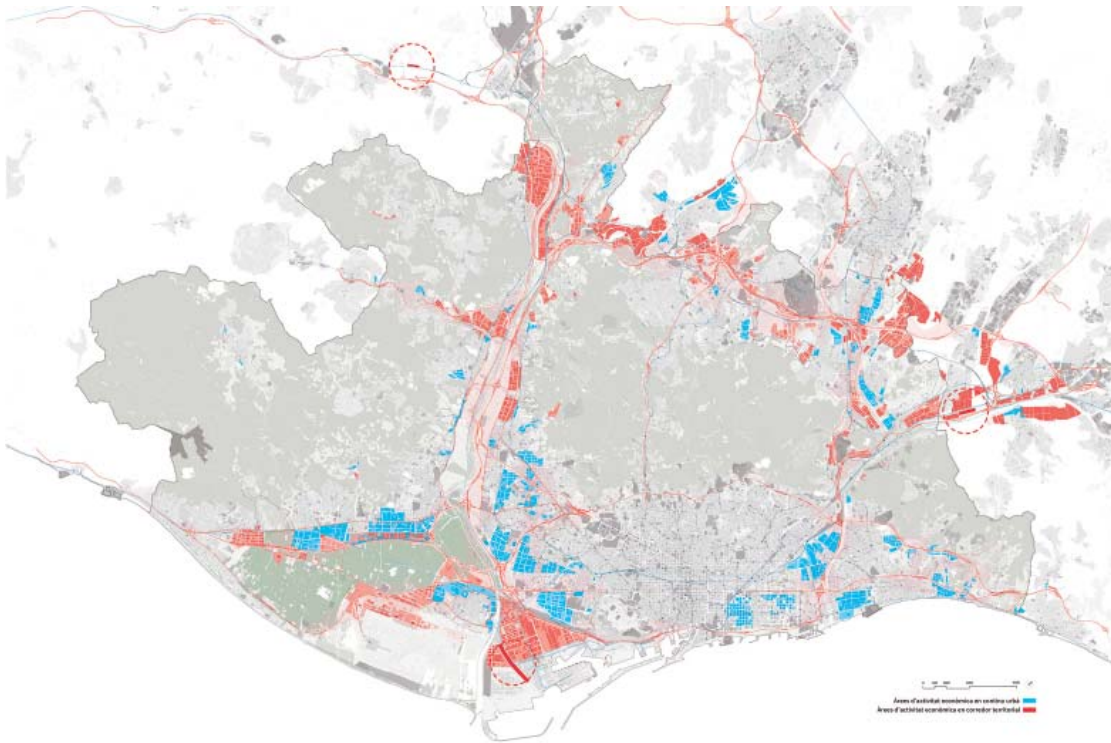 Àrees d'activitat econòmica en continu urbà
Àrees d'activitat econòmica en corredor territorial